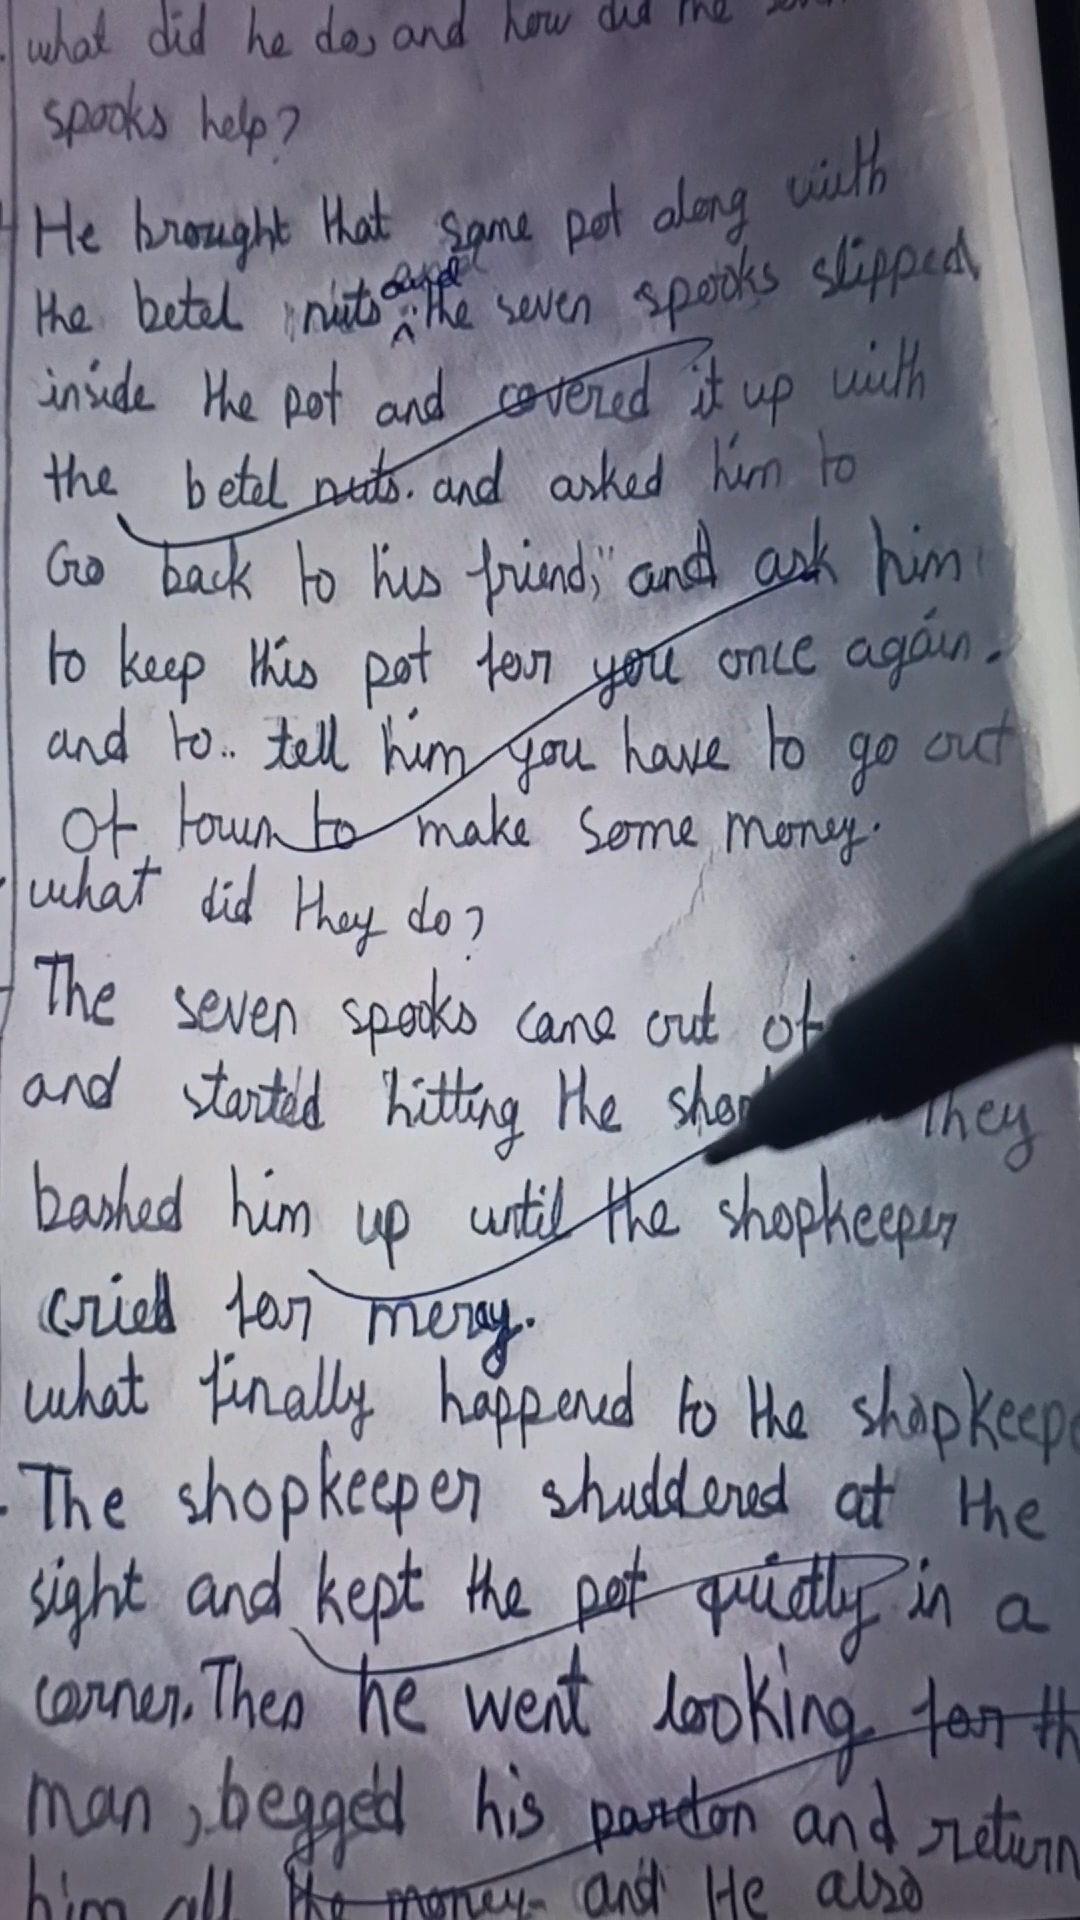 what did he do, and how did the
spooks help?
He brought that same pot along with
the betel nuts and the seven spooks slipped
inside the pot and covered it up with
the betel nuts. and asked him to
Go back to his friend, and ask him
to keep this pot for you once again.
and to.. tell him you have to go out
of town to make some money.
what did they do?
The seven spooks came out of
and started hitting the They
bashed him up until the shopkeeper
cried for mercy.
what finally happened to the shopkeepe
The shopkeeper shuddered at the
sight and kept the pot quietly in a
corner. Then he went looking for th
man, begged his pardon and return
him all the money. and He also